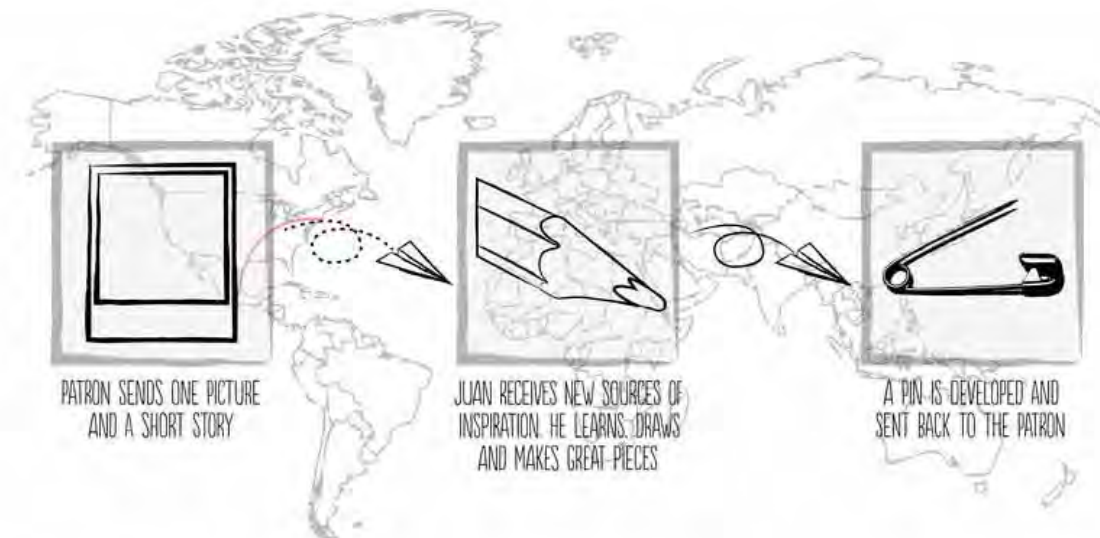 PATRON SENDS ONE PICTURE
AND A SHORT STORY
JUAN RECEIVES NEW SOURCES OF
INSPIRATION. HE LEARNS, DRAWS
AND MAKES GREAT PIECES
A PIN IS DEVELOPED AND
SENT BACK TO THE PATRON